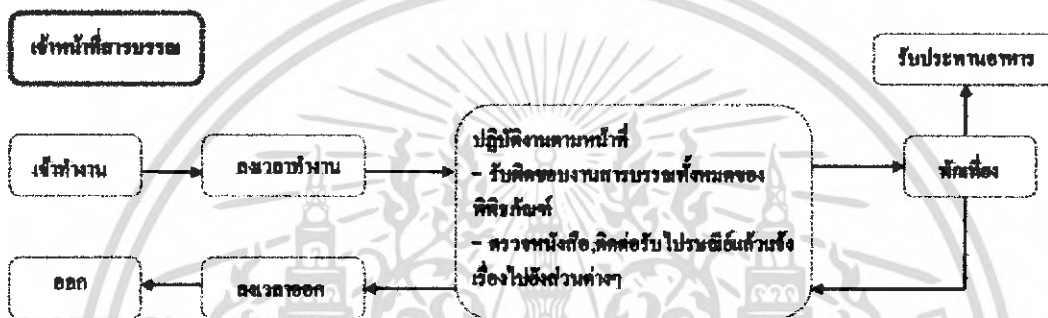 เจ้าหน้าที่สารบรรณ
รับประทานอาหาร
เข้าทำงาน
ลงเวลาทำงาน
ปฏิบัติงานตามหน้าที่
- รับผิดชอบงานสารบรรณทั้งหมดของ
พิพิธภัณฑ์
- ตรวจหนังสือ,ติดต่อรับไปรษณีย์แล้วแจ้ง
เรื่องไปยังส่วนต่างๆ
พักเที่ยง
ออก
ลงเวลาออก